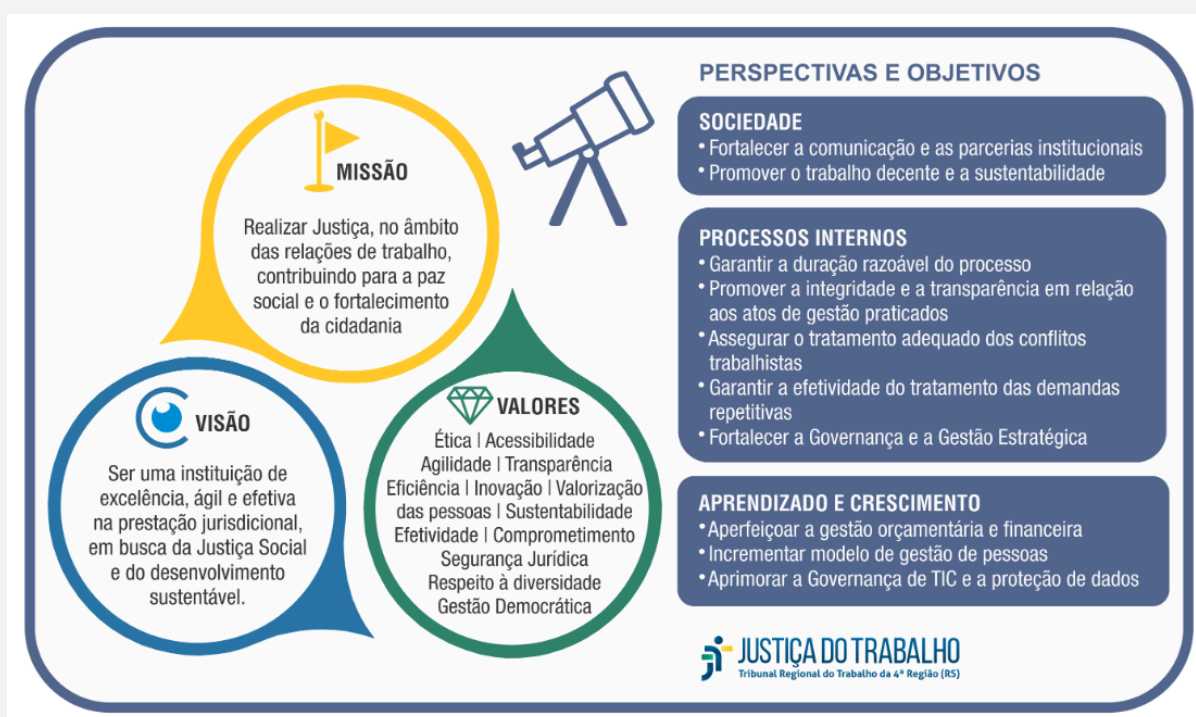 MISSÃO
Realizar Justiça, no âmbito
das relações de trabalho,
contribuindo para a paz
social e o fortalecimento
da cidadania
VISÃO
Ser uma instituição de
excelência, ágil e efetiva
na prestação jurisdicional,
em busca da Justiça Social
e do desenvolvimento
sustentável.
VALORES
Ética | Acessibilidade
Agilidade | Transparência
Eficiência | Inovação | Valorização
das pessoas | Sustentabilidade
Efetividade | Comprometimento
Segurança Jurídica
Respeito à diversidade
Gestão Democrática
PERSPECTIVAS E OBJETIVOS
SOCIEDADE
• Fortalecer a comunicação e as parcerias institucionais
• Promover o trabalho decente e a sustentabilidade
PROCESSOS INTERNOS
• Garantir a duração razoável do processo
• Promover a integridade e a transparência em relação
aos atos de gestão praticados
• Assegurar o tratamento adequado dos conflitos
trabalhistas
• Garantir a efetividade do tratamento das demandas
repetitivas
• Fortalecer a Governança e a Gestão Estratégica
APRENDIZADO E CRESCIMENTO
• Aperfeiçoar a gestão orçamentária e financeira
• Incrementar modelo de gestão de pessoas
• Aprimorar a Governança de TIC e a proteção de dados
JUSTIÇA DO TRABALHO
Tribunal Regional do Trabalho da 4ª Região (RS)